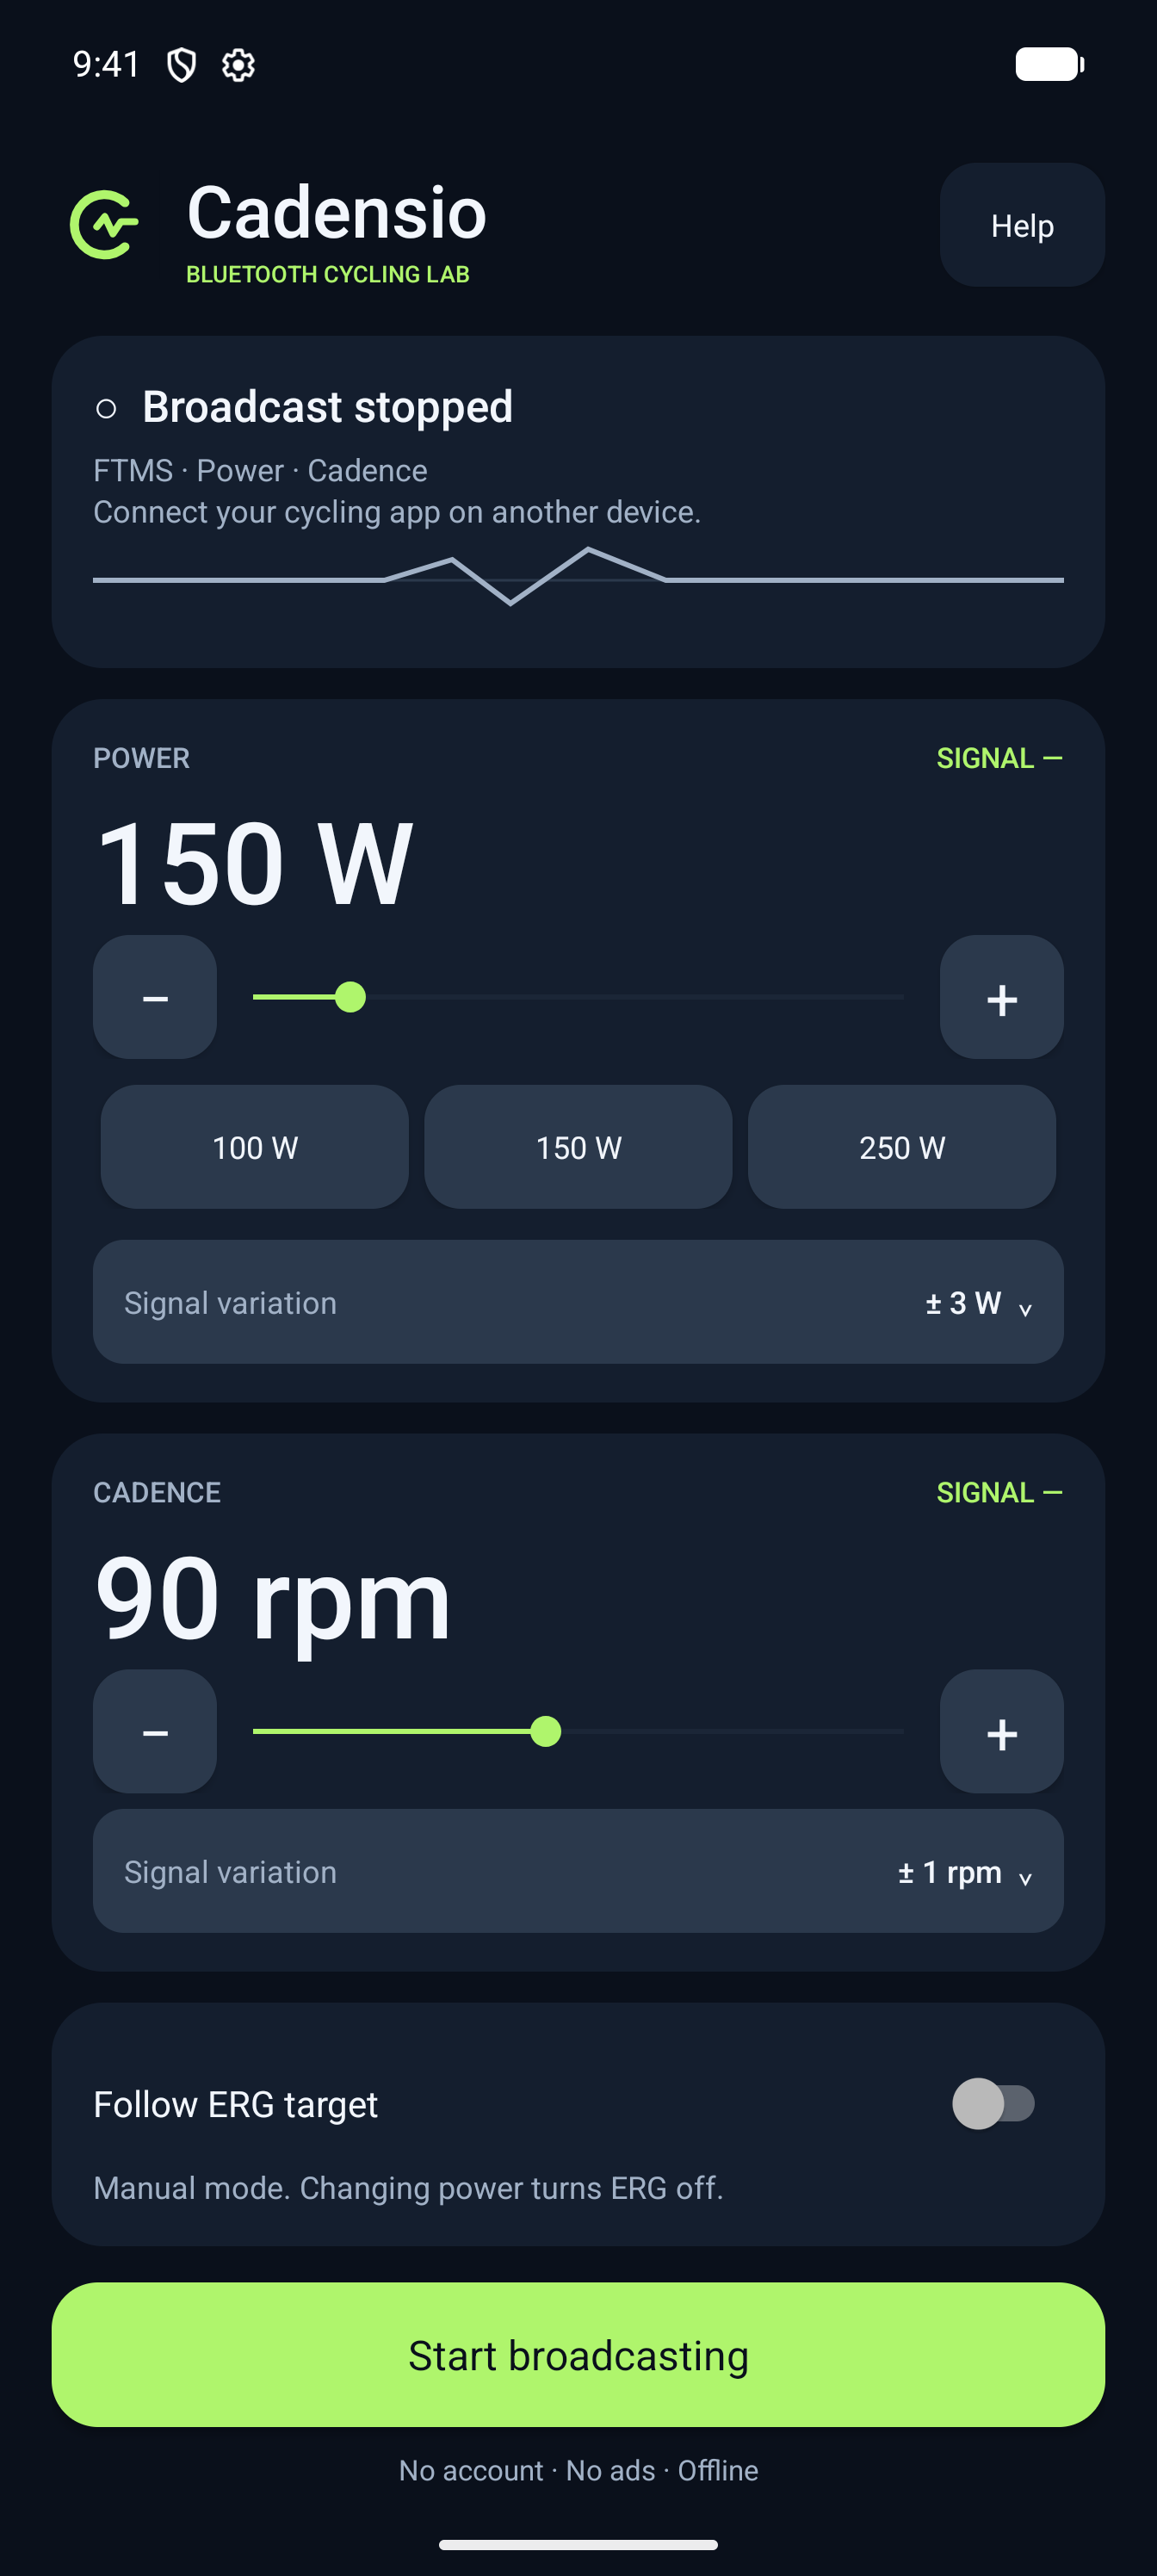 9:41
Cadensio
BLUETOOTH CYCLING LAB
Help
○ Broadcast stopped
FTMS · Power · Cadence
Connect your cycling app on another device.
POWER
SIGNAL —
150 W
−
+
100 W
150 W
250 W
Signal variation
± 3 W
CADENCE
SIGNAL —
90 rpm
−
+
Signal variation
± 1 rpm
Follow ERG target
Manual mode. Changing power turns ERG off.
Start broadcasting
No account · No ads · Offline